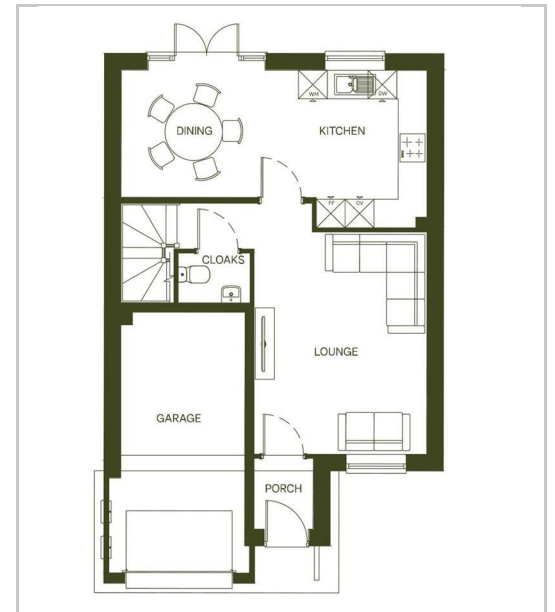 WM
DW
DINING
KITCHEN
FF
OV
CLOAKS
LOUNGE
GARAGE
PORCH